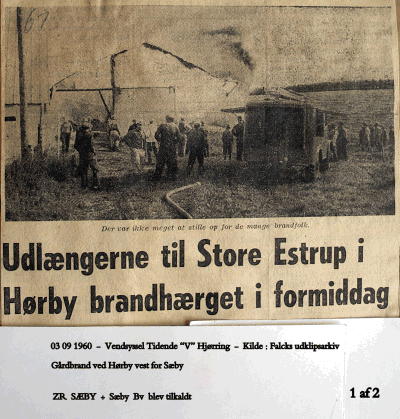 67
Der var ikke meget at stille op for de mange brandfolk.
Udlængerne til Store Estrup i
Hørby brandhærget i formiddag
03 09 1960 – Vendsyssel Tidende "V" Hjørring – Kilde : Falcks udklipsarkiv
Gårdbrand ved Hørby vest for Sæby
ZR. SÆBY + Sæby Bv blev tilkaldt
1 af 2